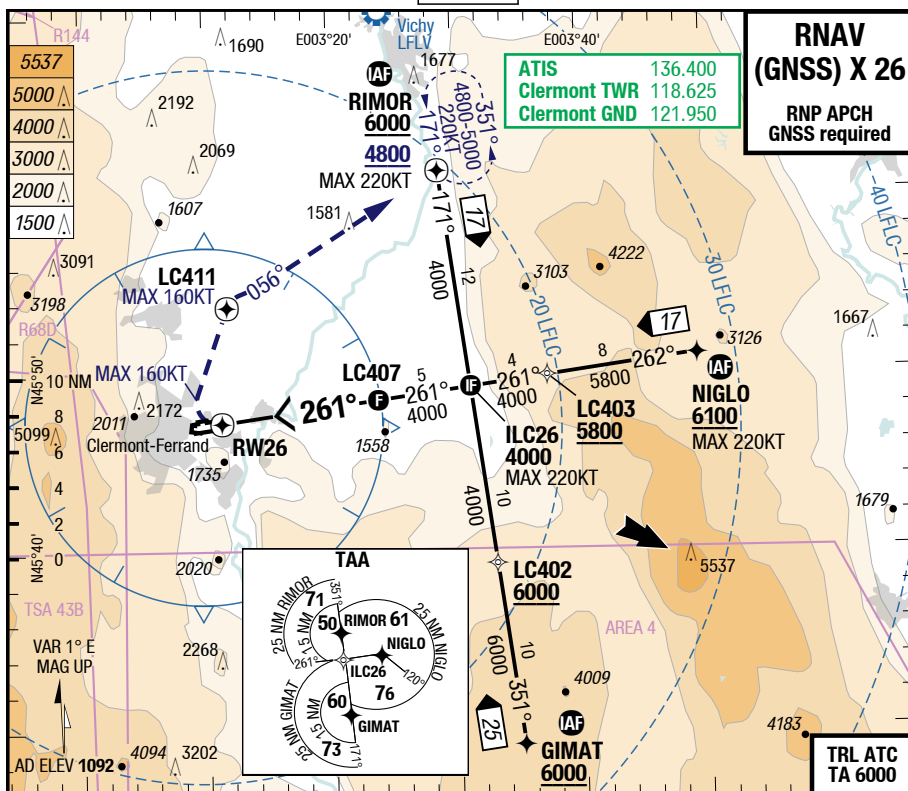 RNAV
(GNSS) X 26
RNP APCH
GNSS required
ATIS 136.400
Clermont TWR 118.625
Clermont GND 121.950
5537
5000
4000
3000
2000
1500
R144
1690
E003°20'
Vichy
LFLV
E003°40'
1677
IAF
RIMOR
6000
4800
MAX 220KT
171°
4800-5000
220KT
351°
2192
2069
1607
1581
171°
17
4000
12
3091
3198
LC411
MAX 160KT
056°
R68D
3103
4222
20 LFLC
30 LFLC
40 LFLC
17
3126
1667
N45°50'
10 NM
8
6
4
2
0
N45°40'
MAX 160KT
LC407
5
261°
4000
F
261°
IF
4
261°
4000
8
262°
5800
LC403
5800
IAF
NIGLO
6100
MAX 220KT
2011
2172
5099
Clermont-Ferrand
RW26
1735
1558
ILC26
4000
MAX 220KT
10
4000
1679
2020
LC402
6000
5537
AREA 4
TSA 43B
VAR 1° E
MAG UP
2268
AD ELEV 1092
4094
3202
TAA
25 NM RIMOR
71
351°
50
15 NM
RIMOR 61
25 NM NIGLO
NIGLO
261°
ILC26
120°
76
25 NM GIMAT
60
15 NM
GIMAT
73
171°
10
6000
351°
25
4009
IAF
GIMAT
6000
4183
TRL ATC
TA 6000